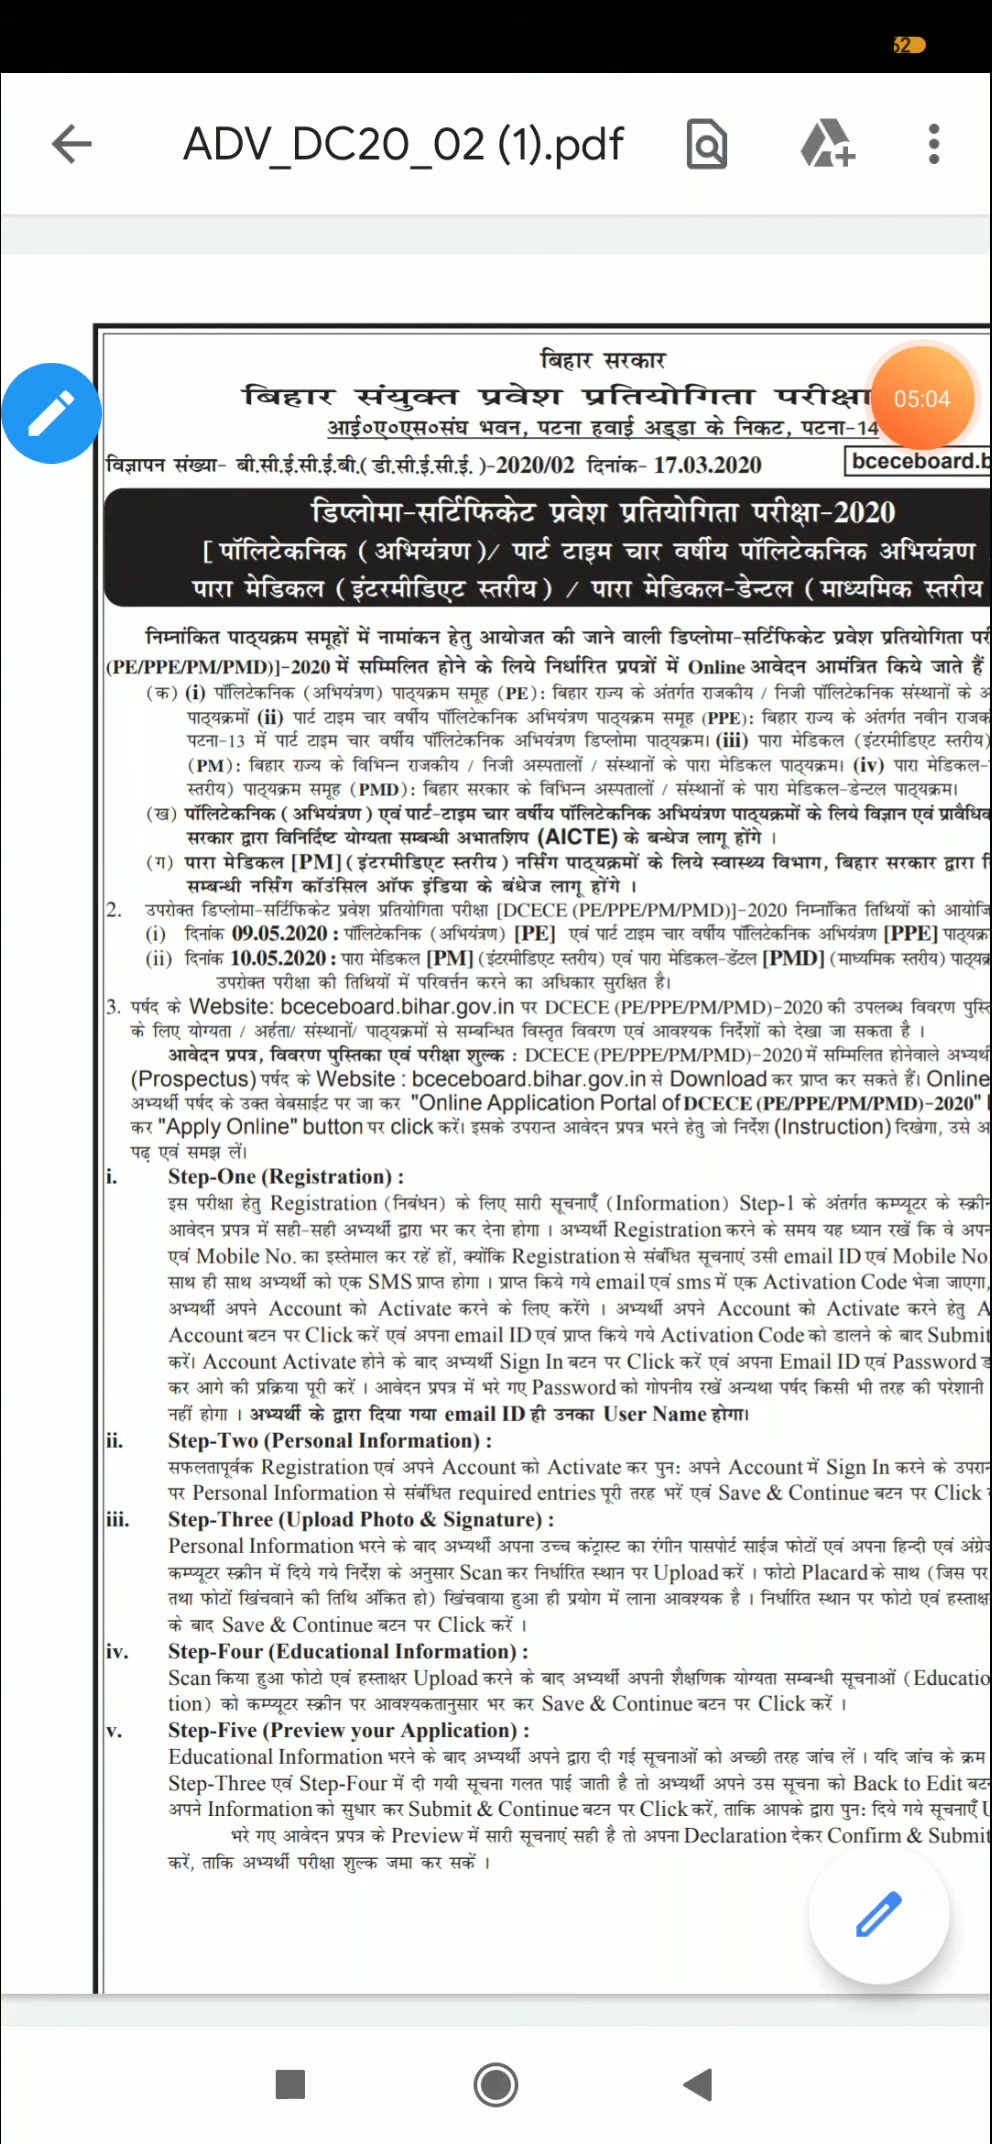 52
ADV_DC20_02 (1).pdf
बिहार सरकार
बिहार संयुक्त प्रवेश प्रतियोगिता परीक्षा
05:04
आई०ए०एस०संघ भवन, पटना हवाई अड्डा के निकट, पटना-14
विज्ञापन संख्या- बी.सी.ई.सी.ई.बी.( डी.सी.ई.सी.ई. )-2020/02 दिनांक- 17.03.2020
bceceboard.b
डिप्लोमा-सर्टिफिकेट प्रवेश प्रतियोगिता परीक्षा-2020
[ पॉलिटेकनिक ( अभियंत्रण )/ पार्ट टाइम चार वर्षीय पॉलिटेकनिक अभियंत्रण
पारा मेडिकल ( इंटरमीडिएट स्तरीय ) / पारा मेडिकल-डेन्टल ( माध्यमिक स्तरीय
निम्नांकित पाठ्यक्रम समूहों में नामांकन हेतु आयोजत की जाने वाली डिप्लोमा-सर्टिफिकेट प्रवेश प्रतियोगिता परी
(PE/PPE/PM/PMD)]-2020 में सम्मिलित होने के लिये निर्धारित प्रपत्रों में Online आवेदन आमंत्रित किये जाते हैं
(क) (i) पॉलिटेकनिक (अभियंत्रण) पाठ्यक्रम समूह (PE): बिहार राज्य के अंतर्गत राजकीय / निजी पॉलिटेकनिक संस्थानों के अ
पाठ्यक्रमों (ii) पार्ट टाइम चार वर्षीय पॉलिटेकनिक अभियंत्रण पाठ्यक्रम समूह (PPE): बिहार राज्य के अंतर्गत नवीन राजक
पटना-13 में पार्ट टाइम चार वर्षीय पॉलिटेकनिक अभियंत्रण डिप्लोमा पाठ्यक्रम। (iii) पारा मेडिकल (इंटरमीडिएट स्तरीय)
(PM): बिहार राज्य के विभिन्न राजकीय / निजी अस्पतालों / संस्थानों के पारा मेडिकल पाठ्यक्रम। (iv) पारा मेडिकल-
स्तरीय) पाठ्यक्रम समूह (PMD): बिहार सरकार के विभिन्न अस्पतालों / संस्थानों के पारा मेडिकल-डेन्टल पाठ्यक्रम।
(ख) पॉलिटेकनिक ( अभियंत्रण ) एवं पार्ट-टाइम चार वर्षीय पॉलिटेकनिक अभियंत्रण पाठ्यक्रमों के लिये विज्ञान एवं प्रावैधिक
सरकार द्वारा विनिर्दिष्ट योग्यता सम्बन्धी अभातशिप (AICTE) के बन्धेज लागू होंगे ।
(ग) पारा मेडिकल [PM] ( इंटरमीडिएट स्तरीय ) नर्सिंग पाठ्यक्रमों के लिये स्वास्थ्य विभाग, बिहार सरकार द्वारा वि
सम्बन्धी नर्सिंग कॉउंसिल ऑफ इंडिया के बंधेज लागू होंगे ।
2. उपरोक्त डिप्लोमा-सर्टिफिकेट प्रवेश प्रतियोगिता परीक्षा [DCECE (PE/PPE/PM/PMD)]-2020 निम्नांकित तिथियों को आयोजि
(i) दिनांक 09.05.2020 : पॉलिटेकनिक (अभियंत्रण) [PE] एवं पार्ट टाइम चार वर्षीय पॉलिटेकनिक अभियंत्रण [PPE] पाठ्यक्र
(ii) दिनांक 10.05.2020 : पारा मेडिकल [PM] (इंटरमीडिएट स्तरीय) एवं पारा मेडिकल-डेंटल [PMD] (माध्यमिक स्तरीय) पाठ्यक्र
उपरोक्त परीक्षा की तिथियों में परिवर्त्तन करने का अधिकार सुरक्षित है।
3. पर्षद के Website: bceceboard.bihar.gov.in पर DCECE (PE/PPE/PM/PMD)-2020 की उपलब्ध विवरण पुस्ति
के लिए योग्यता / अर्हता/ संस्थानों/ पाठ्यक्रमों से सम्बन्धित विस्तृत विवरण एवं आवश्यक निर्देशों को देखा जा सकता है ।
आवेदन प्रपत्र, विवरण पुस्तिका एवं परीक्षा शुल्क : DCECE (PE/PPE/PM/PMD)-2020 में सम्मिलित होनेवाले अभ्यर्थ
(Prospectus) पर्षद के Website : bceceboard.bihar.gov.in से Download कर प्राप्त कर सकते हैं। Online
अभ्यर्थी पर्षद के उक्त वेबसाईट पर जा कर "Online Application Portal of DCECE (PE/PPE/PM/PMD)-2020"
कर "Apply Online" button पर click करें। इसके उपरान्त आवेदन प्रपत्र भरने हेतु जो निर्देश (Instruction) दिखेगा, उसे अ
पढ़ एवं समझ लें।
i. Step-One (Registration) :
इस परीक्षा हेतु Registration (निबंधन) के लिए सारी सूचनाएँ (Information) Step-1 के अंतर्गत कम्प्यूटर के स्क्रीन
आवेदन प्रपत्र में सही-सही अभ्यर्थी द्वारा भर कर देना होगा । अभ्यर्थी Registration करने के समय यह ध्यान रखें कि वे अपन
एवं Mobile No. का इस्तेमाल कर रहें हों, क्योंकि Registration से संबंधित सूचनाएं उसी email ID एवं Mobile No
साथ ही साथ अभ्यर्थी को एक SMS प्राप्त होगा । प्राप्त किये गये email एवं sms में एक Activation Code भेजा जाएगा,
अभ्यर्थी अपने Account को Activate करने के लिए करेंगे । अभ्यर्थी अपने Account को Activate करने हेतु A
Account बटन पर Click करें एवं अपना email ID एवं प्राप्त किये गये Activation Code को डालने के बाद Submit
करें। Account Activate होने के बाद अभ्यर्थी Sign In बटन पर Click करें एवं अपना Email ID एवं Password ड
कर आगे की प्रक्रिया पूरी करें । आवेदन प्रपत्र में भरे गए Password को गोपनीय रखें अन्यथा पर्षद किसी भी तरह की परेशानी
नहीं होगा । अभ्यर्थी के द्वारा दिया गया email ID ही उनका User Name होगा।
ii. Step-Two (Personal Information) :
सफलतापूर्वक Registration एवं अपने Account को Activate कर पुन: अपने Account में Sign In करने के उपरान
पर Personal Information से संबंधित required entries पूरी तरह भरें एवं Save & Continue बटन पर Click
iii. Step-Three (Upload Photo & Signature) :
Personal Information भरने के बाद अभ्यर्थी अपना उच्च कंट्रास्ट का रंगीन पासपोर्ट साईज फोटों एवं अपना हिन्दी एवं अंग्रेज
कम्प्यूटर स्क्रीन में दिये गये निर्देश के अनुसार Scan कर निर्धारित स्थान पर Upload करें । फोटो Placard के साथ (जिस पर
तथा फोटों खिंचवाने की तिथि अंकित हो) खिंचवाया हुआ ही प्रयोग में लाना आवश्यक है । निर्धारित स्थान पर फोटो एवं हस्ताक्ष
के बाद Save & Continue बटन पर Click करें ।
iv. Step-Four (Educational Information) :
Scan किया हुआ फोटो एवं हस्ताक्षर Upload करने के बाद अभ्यर्थी अपनी शैक्षणिक योग्यता सम्बन्धी सूचनाओं (Educatio
tion) को कम्प्यूटर स्क्रीन पर आवश्यकतानुसार भर कर Save & Continue बटन पर Click करें ।
v. Step-Five (Preview your Application) :
Educational Information भरने के बाद अभ्यर्थी अपने द्वारा दी गई सूचनाओं को अच्छी तरह जांच लें । यदि जांच के क्रम
Step-Three एवं Step-Four में दी गयी सूचना गलत पाई जाती है तो अभ्यर्थी अपने उस सूचना को Back to Edit बट
अपने Information को सुधार कर Submit & Continue बटन पर Click करें, ताकि आपके द्वारा पुन: दिये गये सूचनाएँ U
भरे गए आवेदन प्रपत्र के Preview में सारी सूचनाएं सही है तो अपना Declaration देकर Confirm & Submit
करें, ताकि अभ्यर्थी परीक्षा शुल्क जमा कर सकें ।